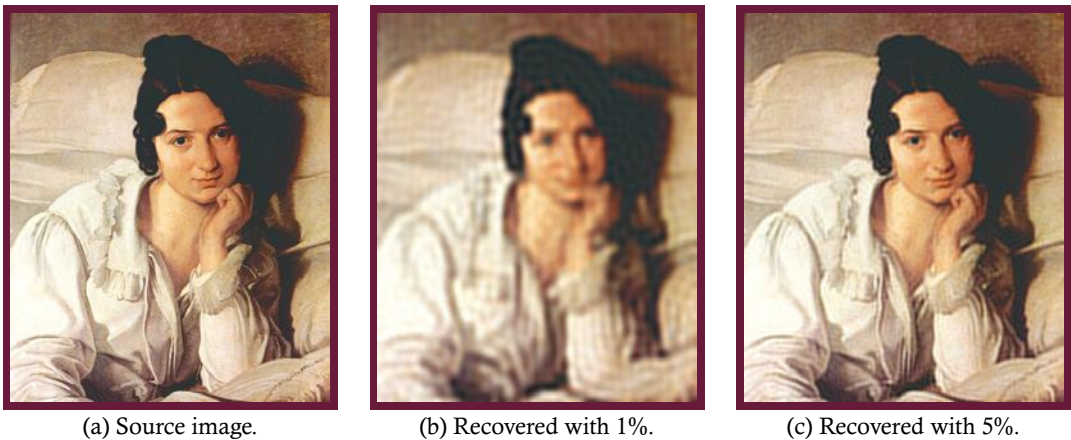 (a) Source image.
(b) Recovered with 1%.
(c) Recovered with 5%.